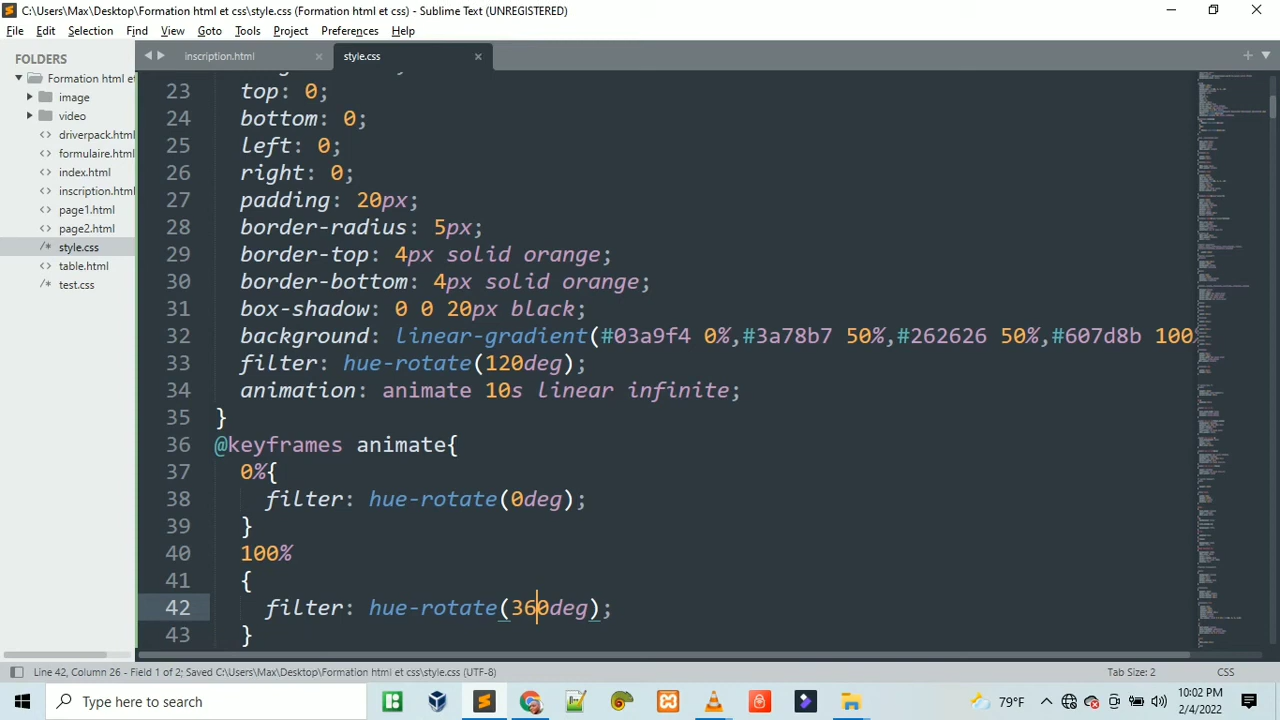 C:\Users\Max\Desktop\Formation html et css\style.css (Formation html et css) - Sublime Text (UNREGISTERED)
File Edit Selection Find View Goto Tools Project Preferences Help
FOLDERS
Formation html et
image
video
driverpack.html
formulaire.html
index.html
inscription.html
page1.html
page2.html
/* style.css
table.html
/* test.css
inscription.html
style.css
23 top: 0;
24 bottom: 0;
25 left: 0;
26 right: 0;
27 padding: 20px;
28 border-radius: 5px;
29 border-top: 4px solid orange;
30 border-bottom: 4px solid orange;
31 box-shadow: 0 0 20px black;
32 background: linear-gradient(#03a9f4 0%,#3a78b7 50%,#262626 50%,#607d8b 100%
33 filter: hue-rotate(120deg);
34 animation: animate 10s linear infinite;
35 }
36 @keyframes animate{
37 0%{
38 filter: hue-rotate(0deg);
39 }
40 100%
41 {
42 filter: hue-rotate(360deg);
43 }
Line 42, Column 26 - Field 1 of 2; Saved C:\Users\Max\Desktop\Formation html et css\style.css (UTF-8)
Tab Size: 2
CSS
Type here to search
79°F
10:02 PM
2/4/2022